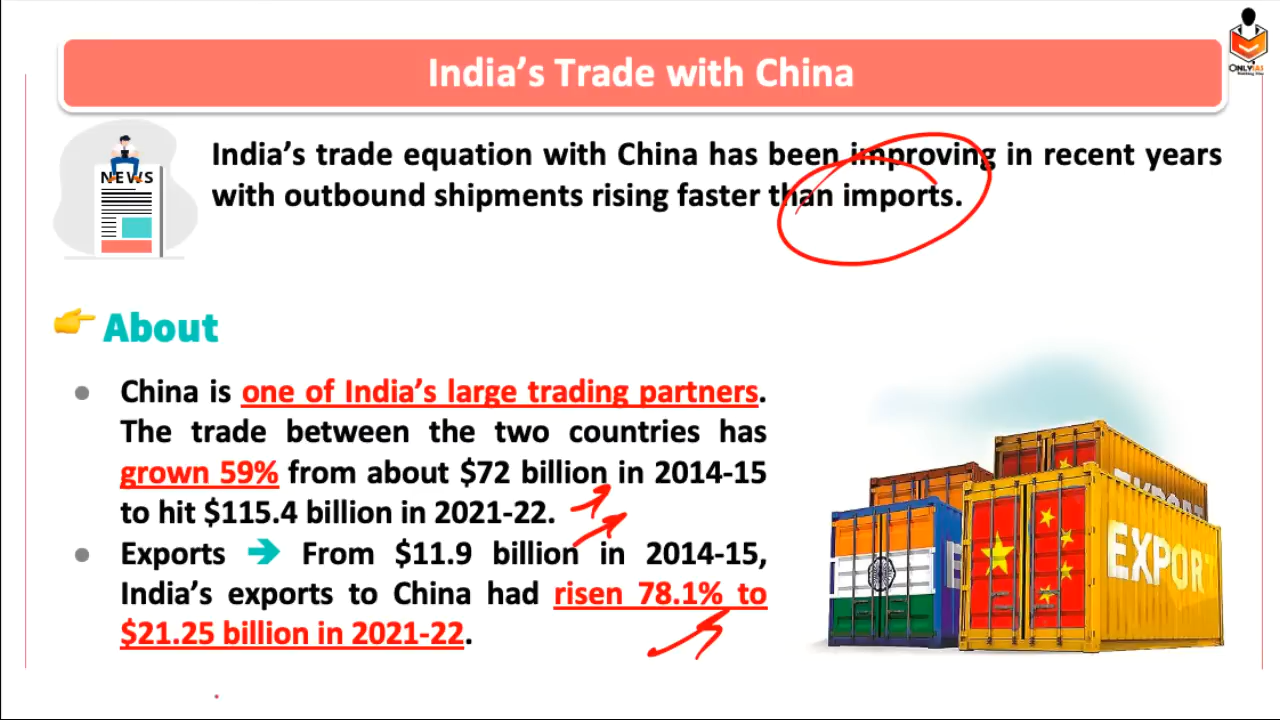 India's Trade with China
ONLYIAS
NEWS
India's trade equation with China has been improving in recent years
with outbound shipments rising faster than imports.
About
China is one of India's large trading partners.
The trade between the two countries has
grown 59% from about $72 billion in 2014-15
to hit $115.4 billion in 2021-22.
Exports → From $11.9 billion in 2014-15,
India's exports to China had risen 78.1% to
$21.25 billion in 2021-22.
EXPORT